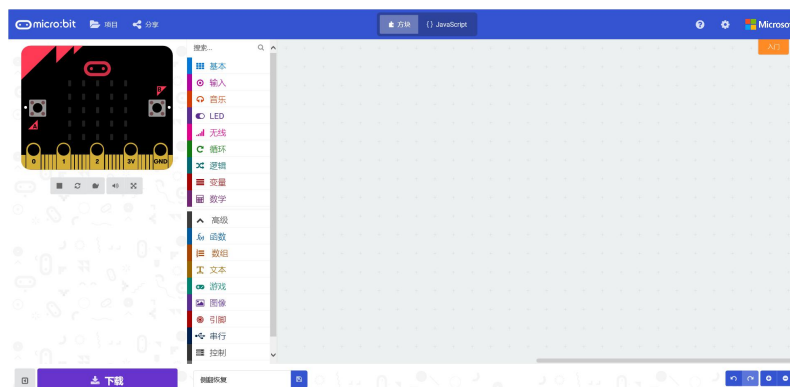 micro:bit 项目 分享 方块 {} JavaScript ? Microso
搜索...
入门
基本
输入
音乐
LED
无线
循环
逻辑
变量
数学
高级
函数
数组
文本
游戏
图像
引脚
串行
控制
B
A
0 1 2 3V GND
下载
侧翻恢复